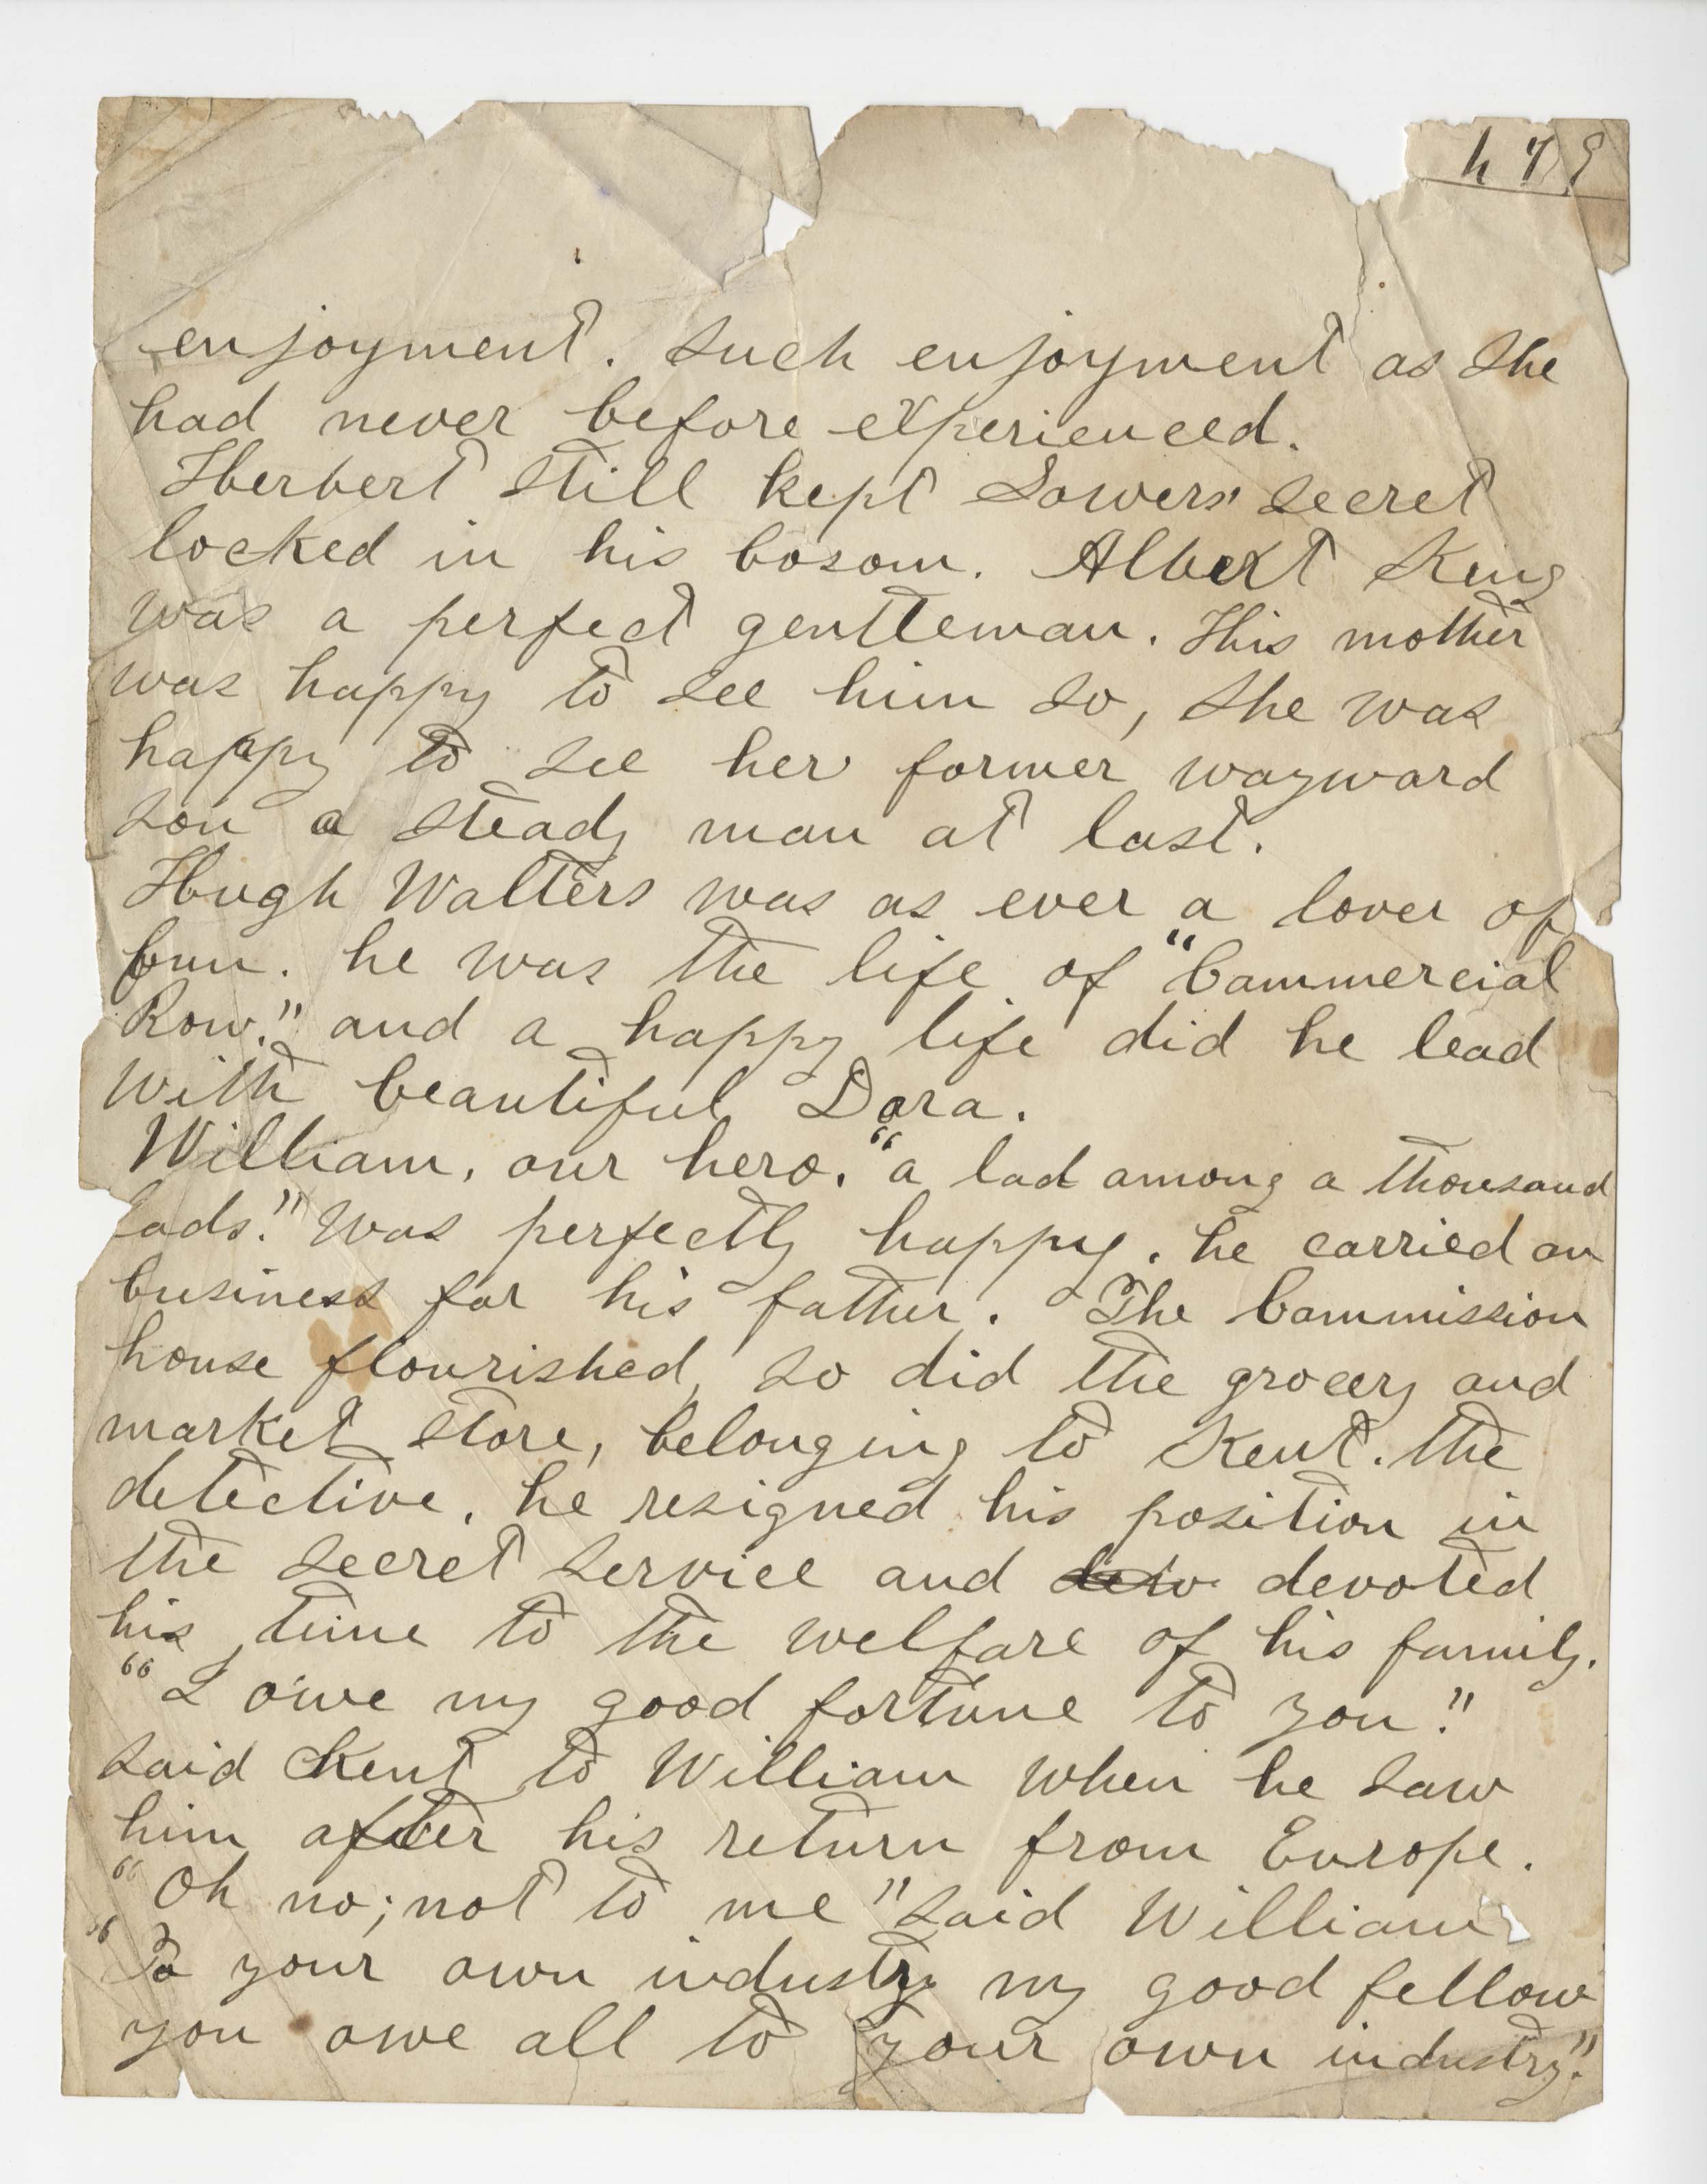 479
enjoyment. Such enjoyment as She
had never before experienced.
Herbert Still kept Sowers' Secret
locked in his bosom. Albert King
was a perfect gentleman. His mother
was happy to see him so, She was
happy to see her former wayward
son a steady man at last.
Hugh Walters was as ever a lover of
fun. he was the life of "Commercial
Row." and a happy life did he lead
with beautiful Dora.
William, our hero, "a lad among a thousand
lads." was perfectly happy. he carried on
business for his father. The Commission
house flourished, so did the grocery and
market store, belonging to Kent. the
detective. he resigned his position in
the Secret Service and dew devoted
his time to the welfare of his family.
"I owe my good fortune to you."
said Kent to William when he saw
him after his return from Europe.
"Oh no; not to me" said William
"To your own industry my good fellow
you owe all to your own industry."